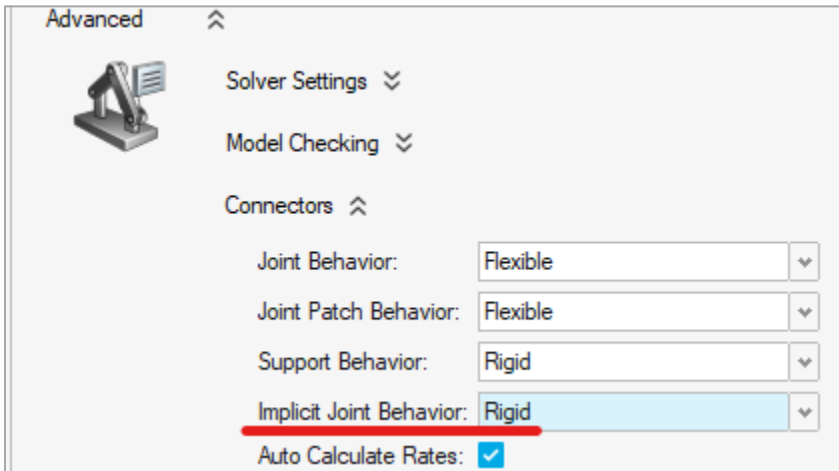 Advanced
Solver Settings
Model Checking
Connectors
Joint Behavior: Flexible
Joint Patch Behavior: Flexible
Support Behavior: Rigid
Implicit Joint Behavior: Rigid
Auto Calculate Rates: